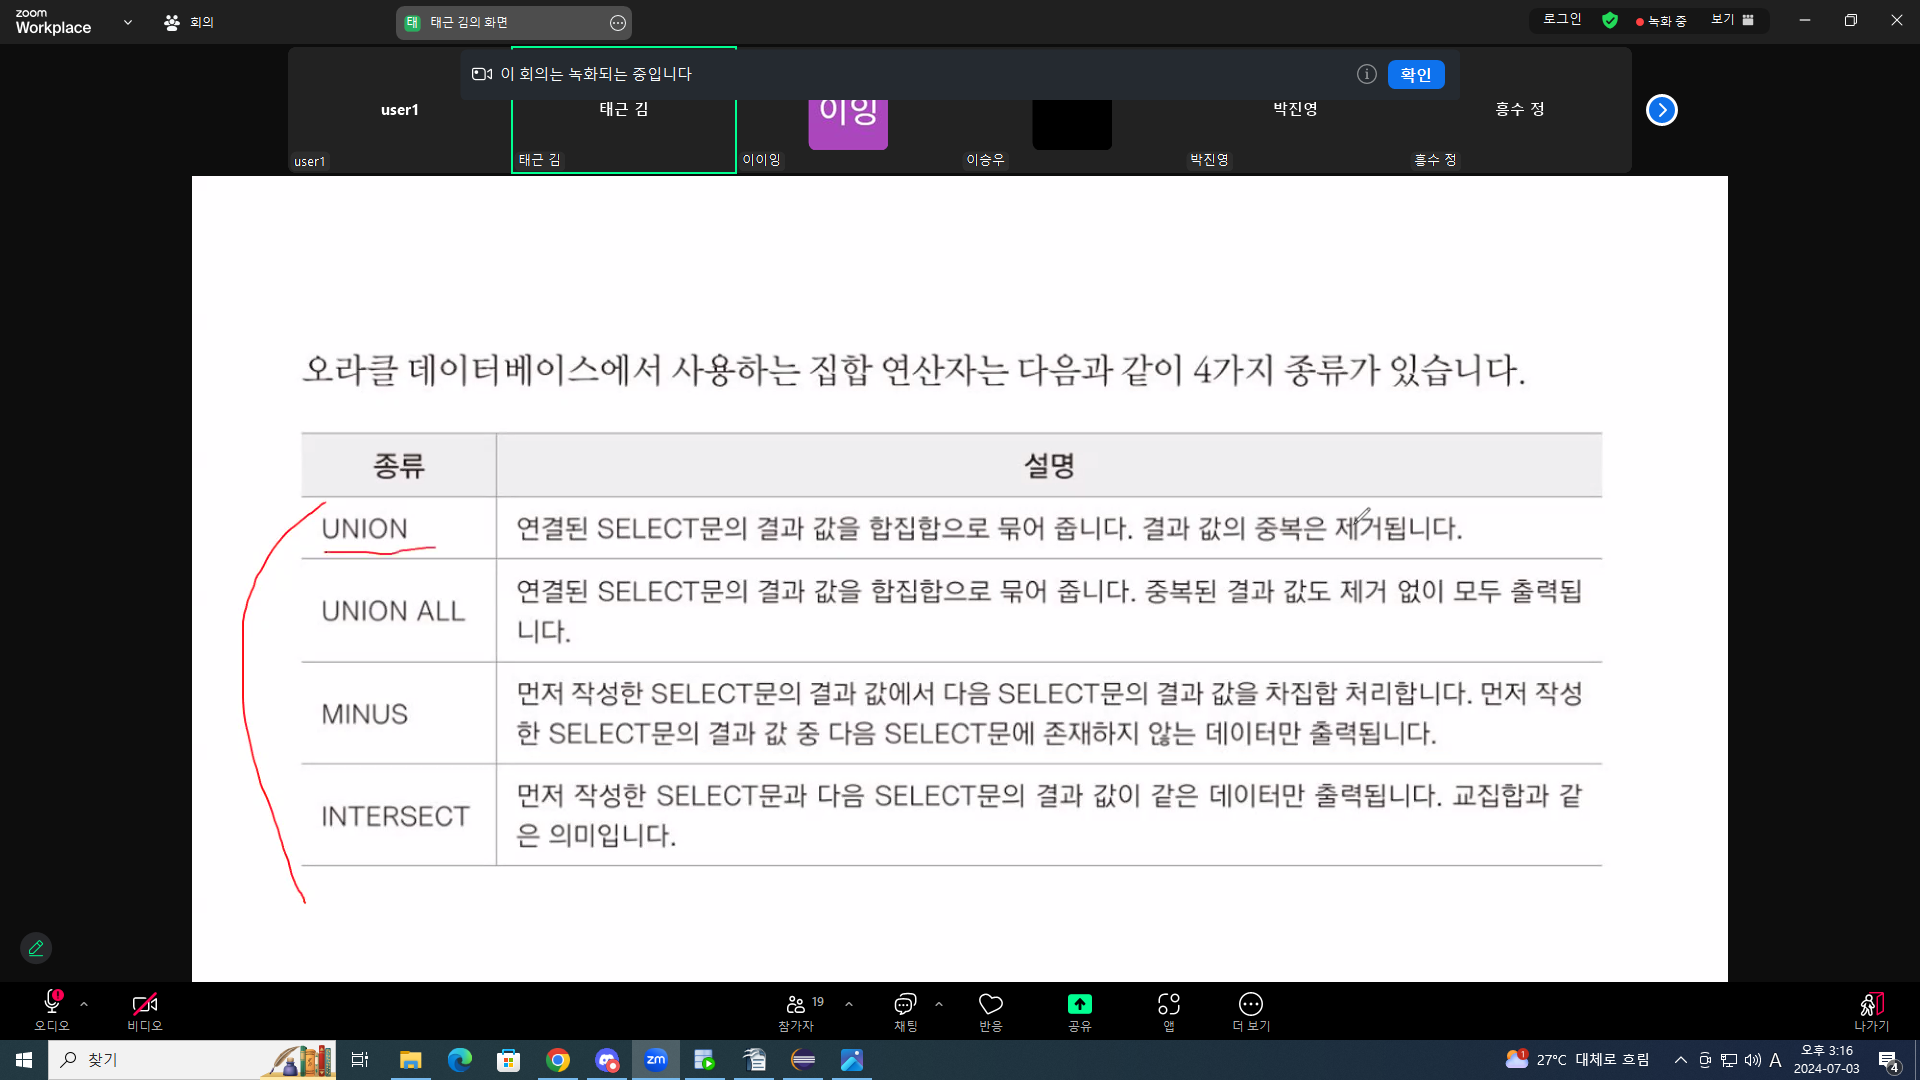 zoom
Workplace
회의
태 태근 김의 화면
로그인
녹화 중
보기
이 회의는 녹화되는 중입니다
확인
user1
태근 김
이잉
박진영
흥수 정
user1
태근 김
이이잉
이승우
박진영
흥수 정
오라클 데이터베이스에서 사용하는 집합 연산자는 다음과 같이 4가지 종류가 있습니다.
종류 설명
UNION 연결된 SELECT문의 결과 값을 합집합으로 묶어 줍니다. 결과 값의 중복은 제거됩니다.
UNION ALL 연결된 SELECT문의 결과 값을 합집합으로 묶어 줍니다. 중복된 결과 값도 제거 없이 모두 출력됩
니다.
MINUS 먼저 작성한 SELECT문의 결과 값에서 다음 SELECT문의 결과 값을 차집합 처리합니다. 먼저 작성
한 SELECT문의 결과 값 중 다음 SELECT문에 존재하지 않는 데이터만 출력됩니다.
INTERSECT 먼저 작성한 SELECT문과 다음 SELECT문의 결과 값이 같은 데이터만 출력됩니다. 교집합과 같
은 의미입니다.
오디오
비디오
19
참가자
채팅
반응
공유
앱
더 보기
나가기
찾기
zm
1
27°C 대체로 흐림
A
오후 3:16
2024-07-03
4